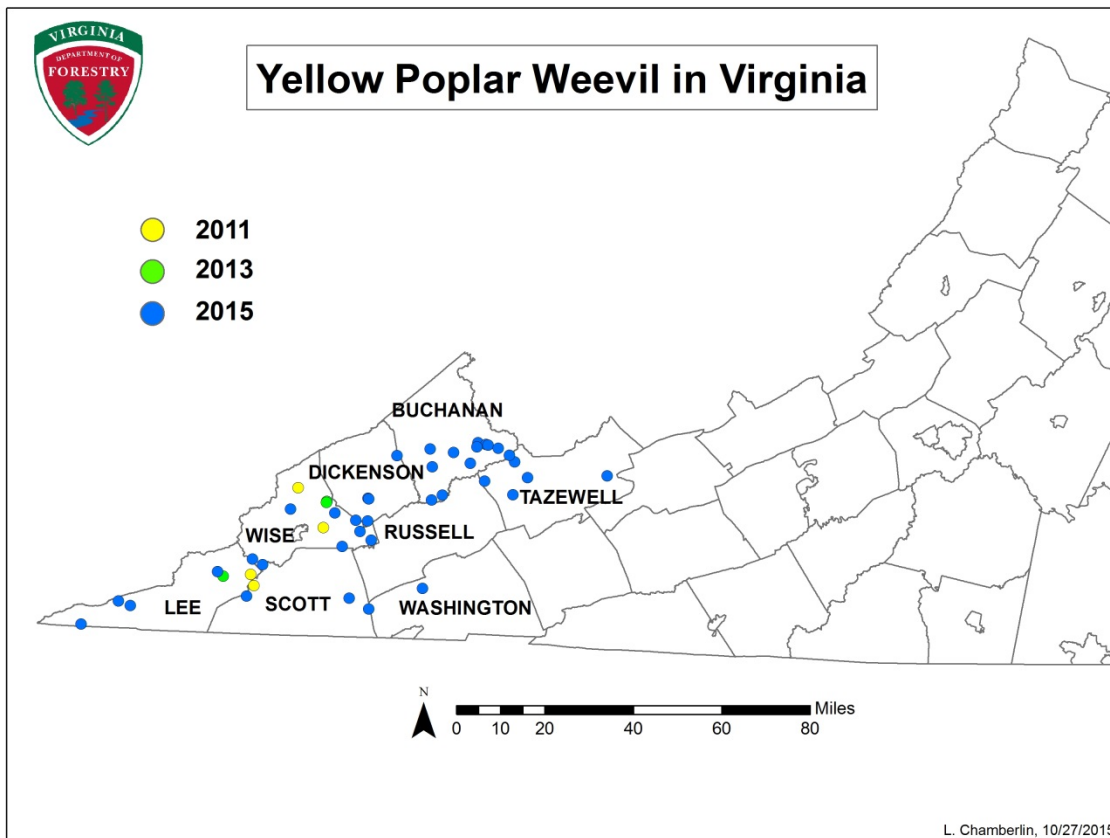 VIRGINIA
DEPARTMENT OF
FORESTRY
Yellow Poplar Weevil in Virginia
2011
2013
2015
BUCHANAN
DICKENSON
TAZEWELL
WISE
RUSSELL
LEE
SCOTT
WASHINGTON
N
Miles
0 10 20 40 60 80
L. Chamberlin, 10/27/2015